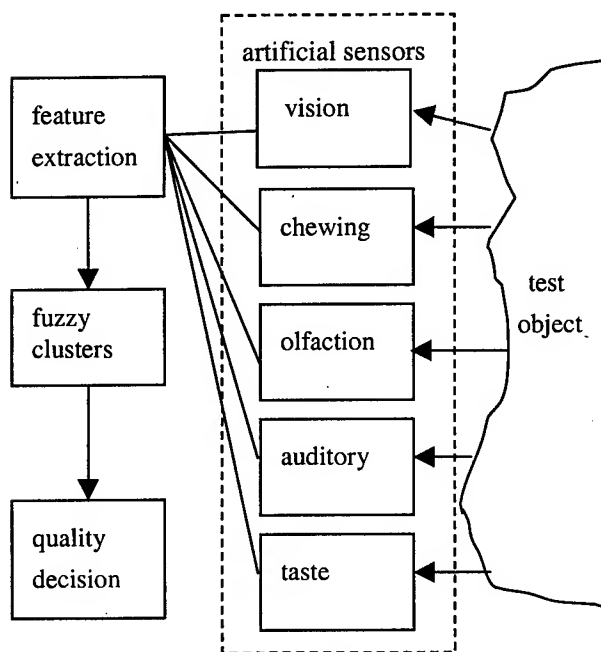 artificial sensors
feature
extraction
vision
chewing
test
object
fuzzy
clusters
olfaction
auditory
quality
decision
taste